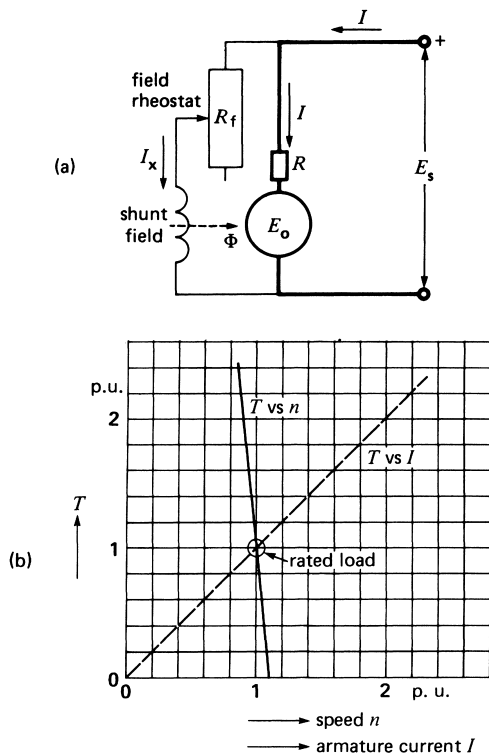 (a)
I
+
field
rheostat
R_f
I
I_x
R
E_s
shunt
field
Φ
E_o
(b)
p.u.
2
T vs n
T vs I
T
1
rated load
0
0
1
2
p. u.
speed n
armature current I